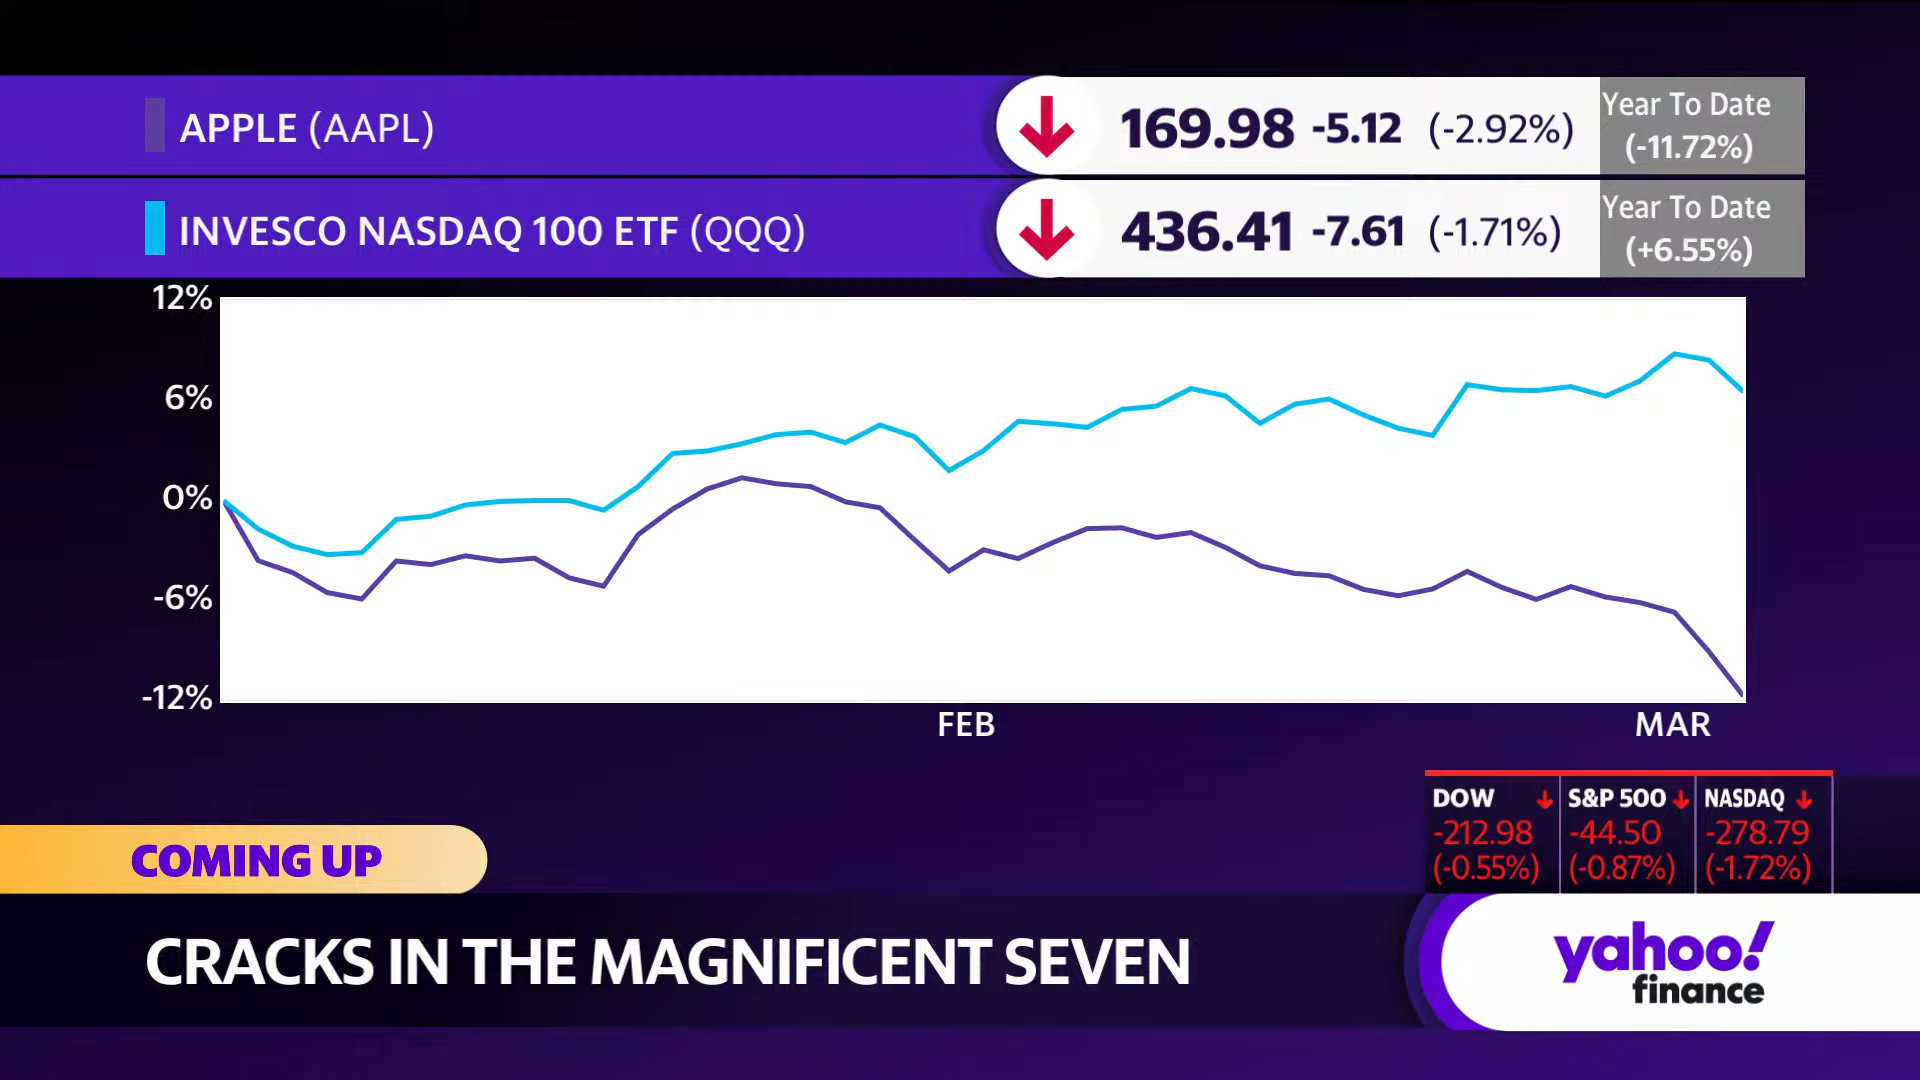 APPLE (AAPL) 169.98 -5.12 (-2.92%) Year To Date
(-11.72%)
INVESCO NASDAQ 100 ETF (QQQ) 436.41 -7.61 (-1.71%) Year To Date
(+6.55%)
12%
6%
0%
-6%
-12%
FEB MAR
DOW S&P 500 NASDAQ
-212.98 -44.50 -278.79
(-0.55%) (-0.87%) (-1.72%)
COMING UP
CRACKS IN THE MAGNIFICENT SEVEN
yahoo!
finance